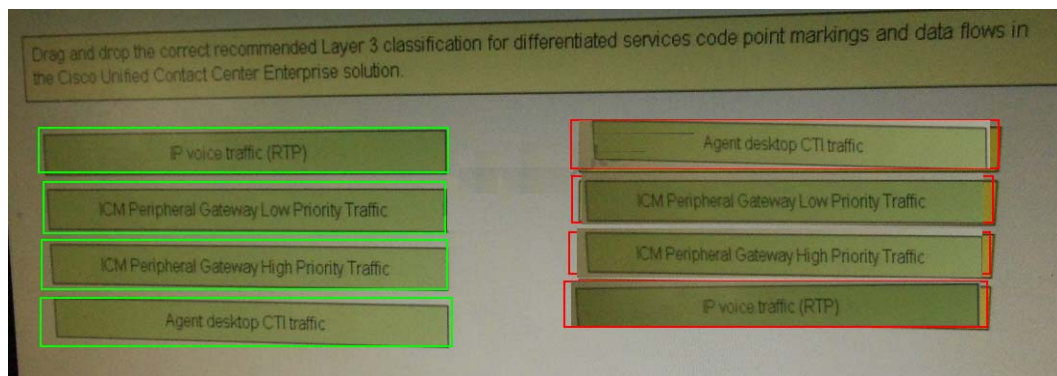 Drag and drop the correct recommended Layer 3 classification for differentiated services code point markings and data flows in
the Cisco Unified Contact Center Enterprise solution.
IP voice traffic (RTP)
ICM Peripheral Gateway Low Priority Traffic
ICM Peripheral Gateway High Priority Traffic
Agent desktop CTI traffic
Agent desktop CTI traffic
ICM Peripheral Gateway Low Priority Traffic
ICM Peripheral Gateway High Priority Traffic
IP voice traffic (RTP)